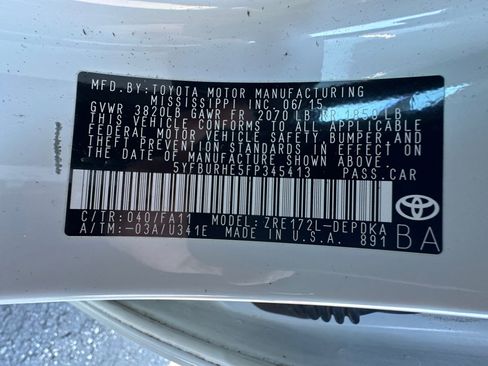 MFD.BY:TOYOTA MOTOR MANUFACTURING
MISSISSIPPI INC. 06/15
GVWR 3820LB GAWR FR 2070 LB RR 1850 LB
THIS VEHICLE CONFORMS TO ALL APPLICABLE
FEDERAL MOTOR VEHICLE SAFETY, BUMPER, AND
THEFT PREVENTION STANDARDS IN EFFECT ON
THE DATE OF MANUFACTURE SHOWN ABOVE.
5YFBURHE5FP345413 PASS.CAR
C/TR:040/FA11 MODEL: ZRE172L-DEPDKA
A/TM:-03A/U341E MADE IN U.S.A. 891
TOYOTA
BA